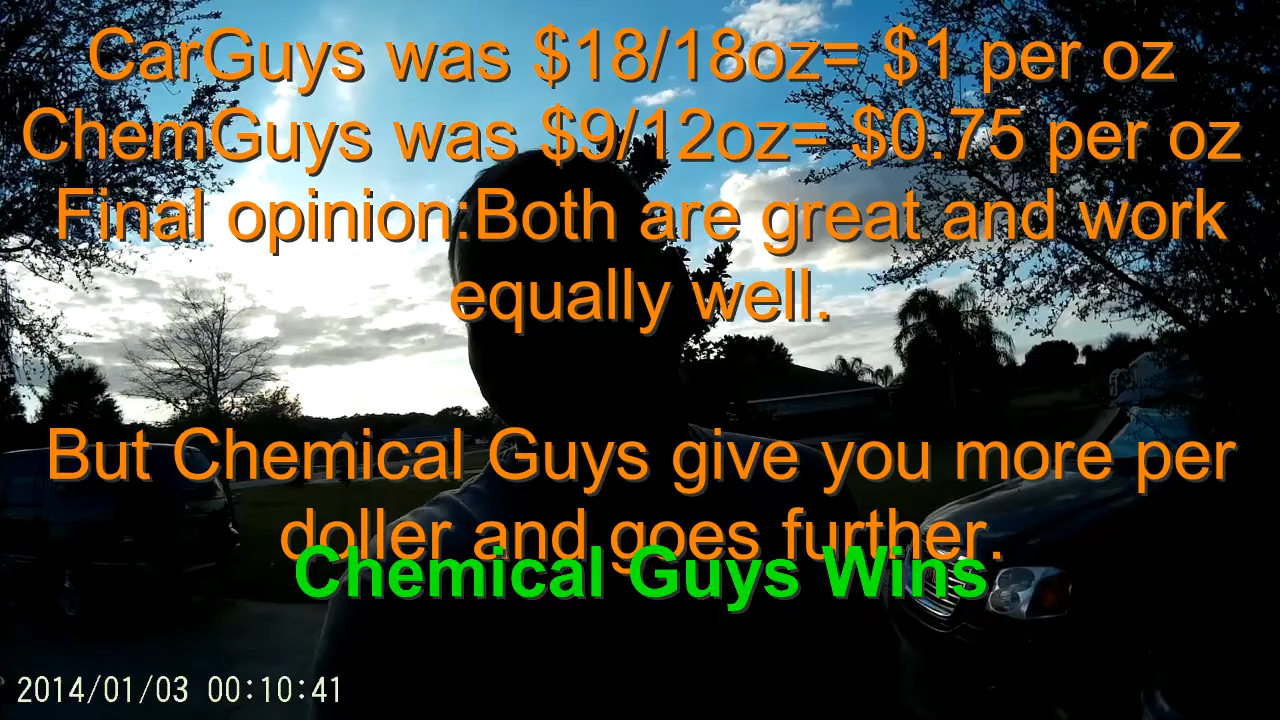 CarGuys was $18/18oz= $1 per oz
ChemGuys was $9/12oz= $0.75 per oz
Final opinion:Both are great and work
equally well.
But Chemical Guys give you more per
doller and goes further.
Chemical Guys Wins
2014/01/03 00:10:41